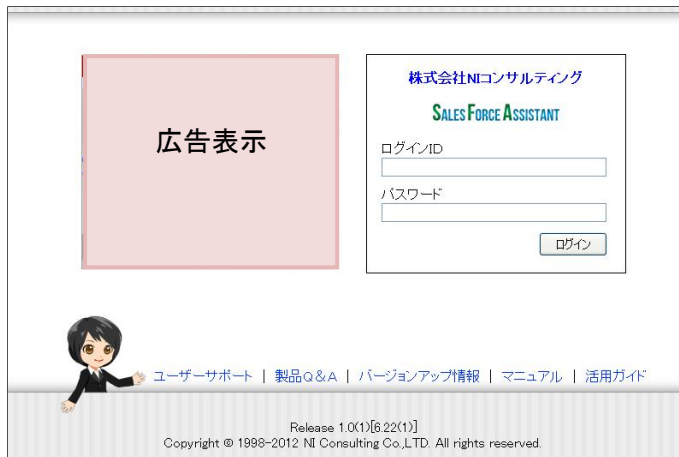 広告表示
株式会社NIコンサルティング
SALES FORCE ASSISTANT
ログインID
パスワード
ログイン
ユーザーサポート | 製品Q&A | バージョンアップ情報 | マニュアル | 活用ガイド
Release 1.0(1)[6.22(1)]
Copyright © 1998-2012 NI Consulting Co.,LTD. All rights reserved.